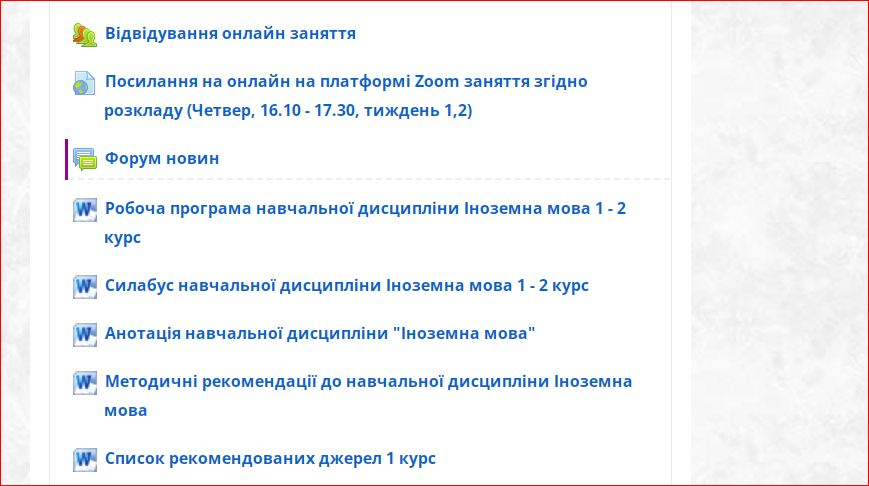 Відвідування онлайн заняття
Посилання на онлайн на платформі Zoom заняття згідно
розкладу (Четвер, 16.10 - 17.30, тиждень 1,2)
Форум новин
Робоча програма навчальної дисципліни Іноземна мова 1 - 2
курс
Силабус навчальної дисципліни Іноземна мова 1 - 2 курс
Анотація навчальної дисципліни "Іноземна мова"
Методичні рекомендації до навчальної дисципліни Іноземна
мова
Список рекомендованих джерел 1 курс